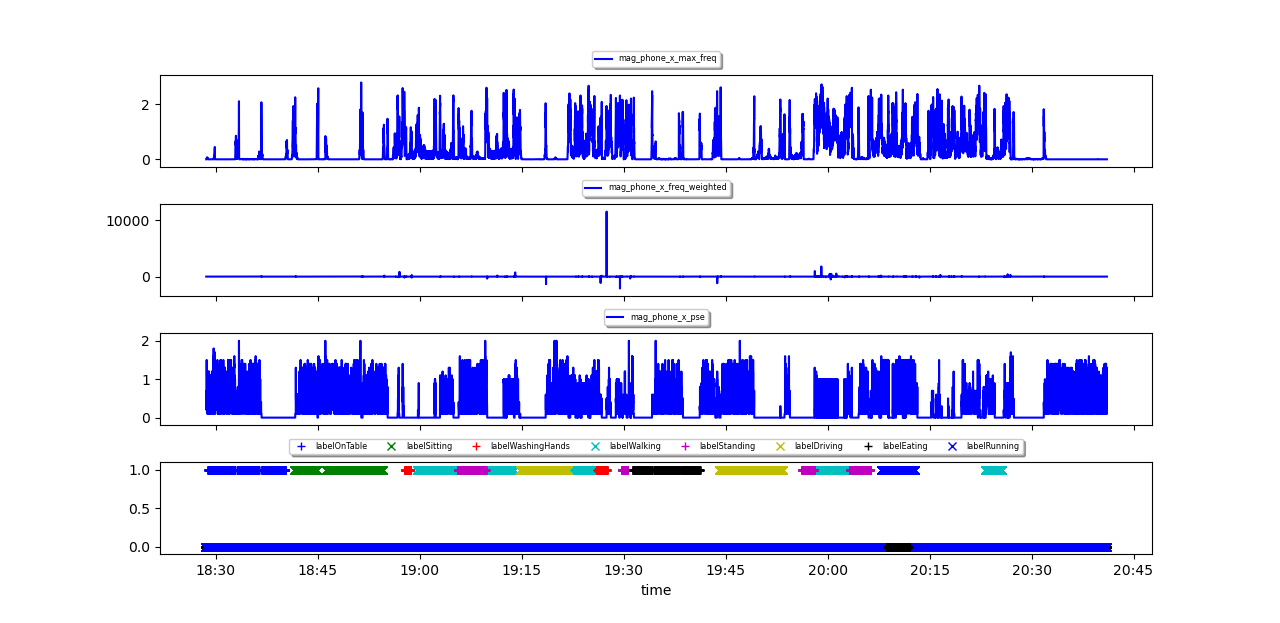 mag_phone_x_max_freq
2
0
mag_phone_x_freq_weighted
10000
0
mag_phone_x_pse
2
1
0
labelOnTable labelSitting labelWashingHands labelWalking labelStanding labelDriving labelEating labelRunning
1.0
0.5
0.0
18:30 18:45 19:00 19:15 19:30 19:45 20:00 20:15 20:30 20:45
time